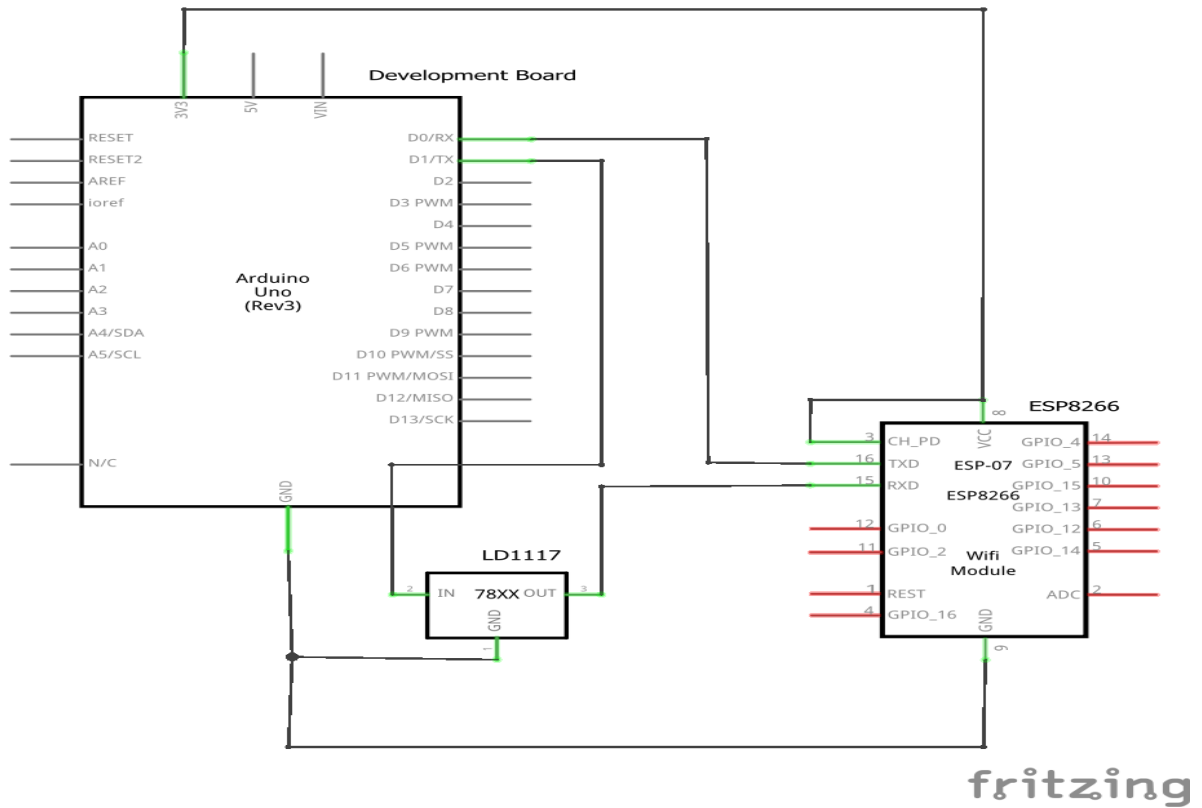 Development Board
3V3
5V
VIN
RESET
RESET2
AREF
ioref
A0
A1
A2
A3
A4/SDA
A5/SCL
N/C
Arduino
Uno
(Rev3)
D0/RX
D1/TX
D2
D3 PWM
D4
D5 PWM
D6 PWM
D7
D8
D9 PWM
D10 PWM/SS
D11 PWM/MOSI
D12/MISO
D13/SCK
GND
LD1117
2 IN 78XX OUT 3
GND
1
ESP8266
8
VCC
3 CH_PD
16 TXD
15 RXD
12 GPIO_0
11 GPIO_2
1 REST
4 GPIO_16
ESP-07
ESP8266
Wifi
Module
GPIO_4 14
GPIO_5 13
GPIO_15 10
GPIO_13 7
GPIO_12 6
GPIO_14 5
ADC 2
GND
9
fritzing